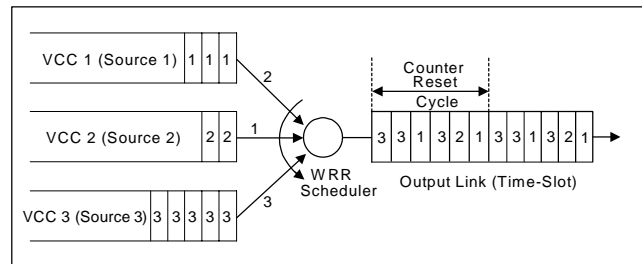 VCC 1 (Source 1) 1 1 1
2
VCC 2 (Source 2) 2 2
1
VCC 3 (Source 3) 3 3 3 3 3
3
WRR
Scheduler
Counter
Reset
Cycle
3 3 1 3 2 1 3 3 1 3 2 1
Output Link (Time-Slot)